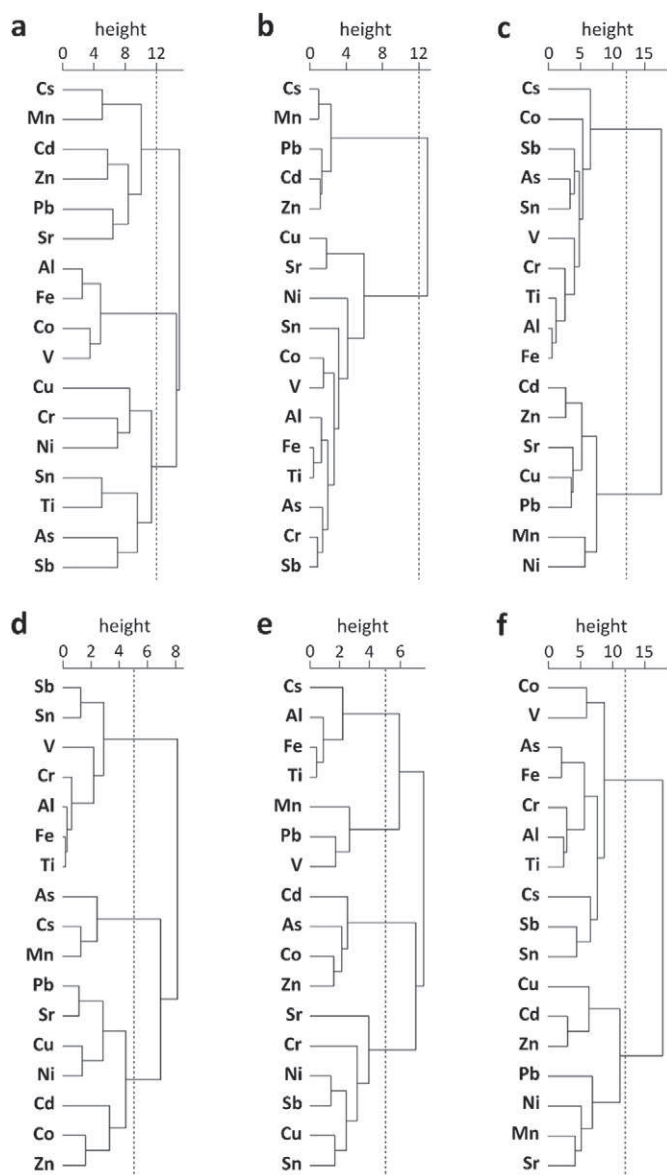 a
height
0 4 8 12
Cs
Mn
Cd
Zn
Pb
Sr
Al
Fe
Co
V
Cu
Cr
Ni
Sn
Ti
As
Sb
b
height
0 4 8 12
Cs
Mn
Pb
Cd
Zn
Cu
Sr
Ni
Sn
Co
V
Al
Fe
Ti
As
Cr
Sb
c
height
0 5 10 15
Cs
Co
Sb
As
Sn
V
Cr
Ti
Al
Fe
Cd
Zn
Sr
Cu
Pb
Mn
Ni
d
height
0 2 4 6 8
Sb
Sn
V
Cr
Al
Fe
Ti
As
Cs
Mn
Pb
Sr
Cu
Ni
Cd
Co
Zn
e
height
0 2 4 6
Cs
Al
Fe
Ti
Mn
Pb
V
Cd
As
Co
Zn
Sr
Cr
Ni
Sb
Cu
Sn
f
height
0 5 10 15
Co
V
As
Fe
Cr
Al
Ti
Cs
Sb
Sn
Cu
Cd
Zn
Pb
Ni
Mn
Sr